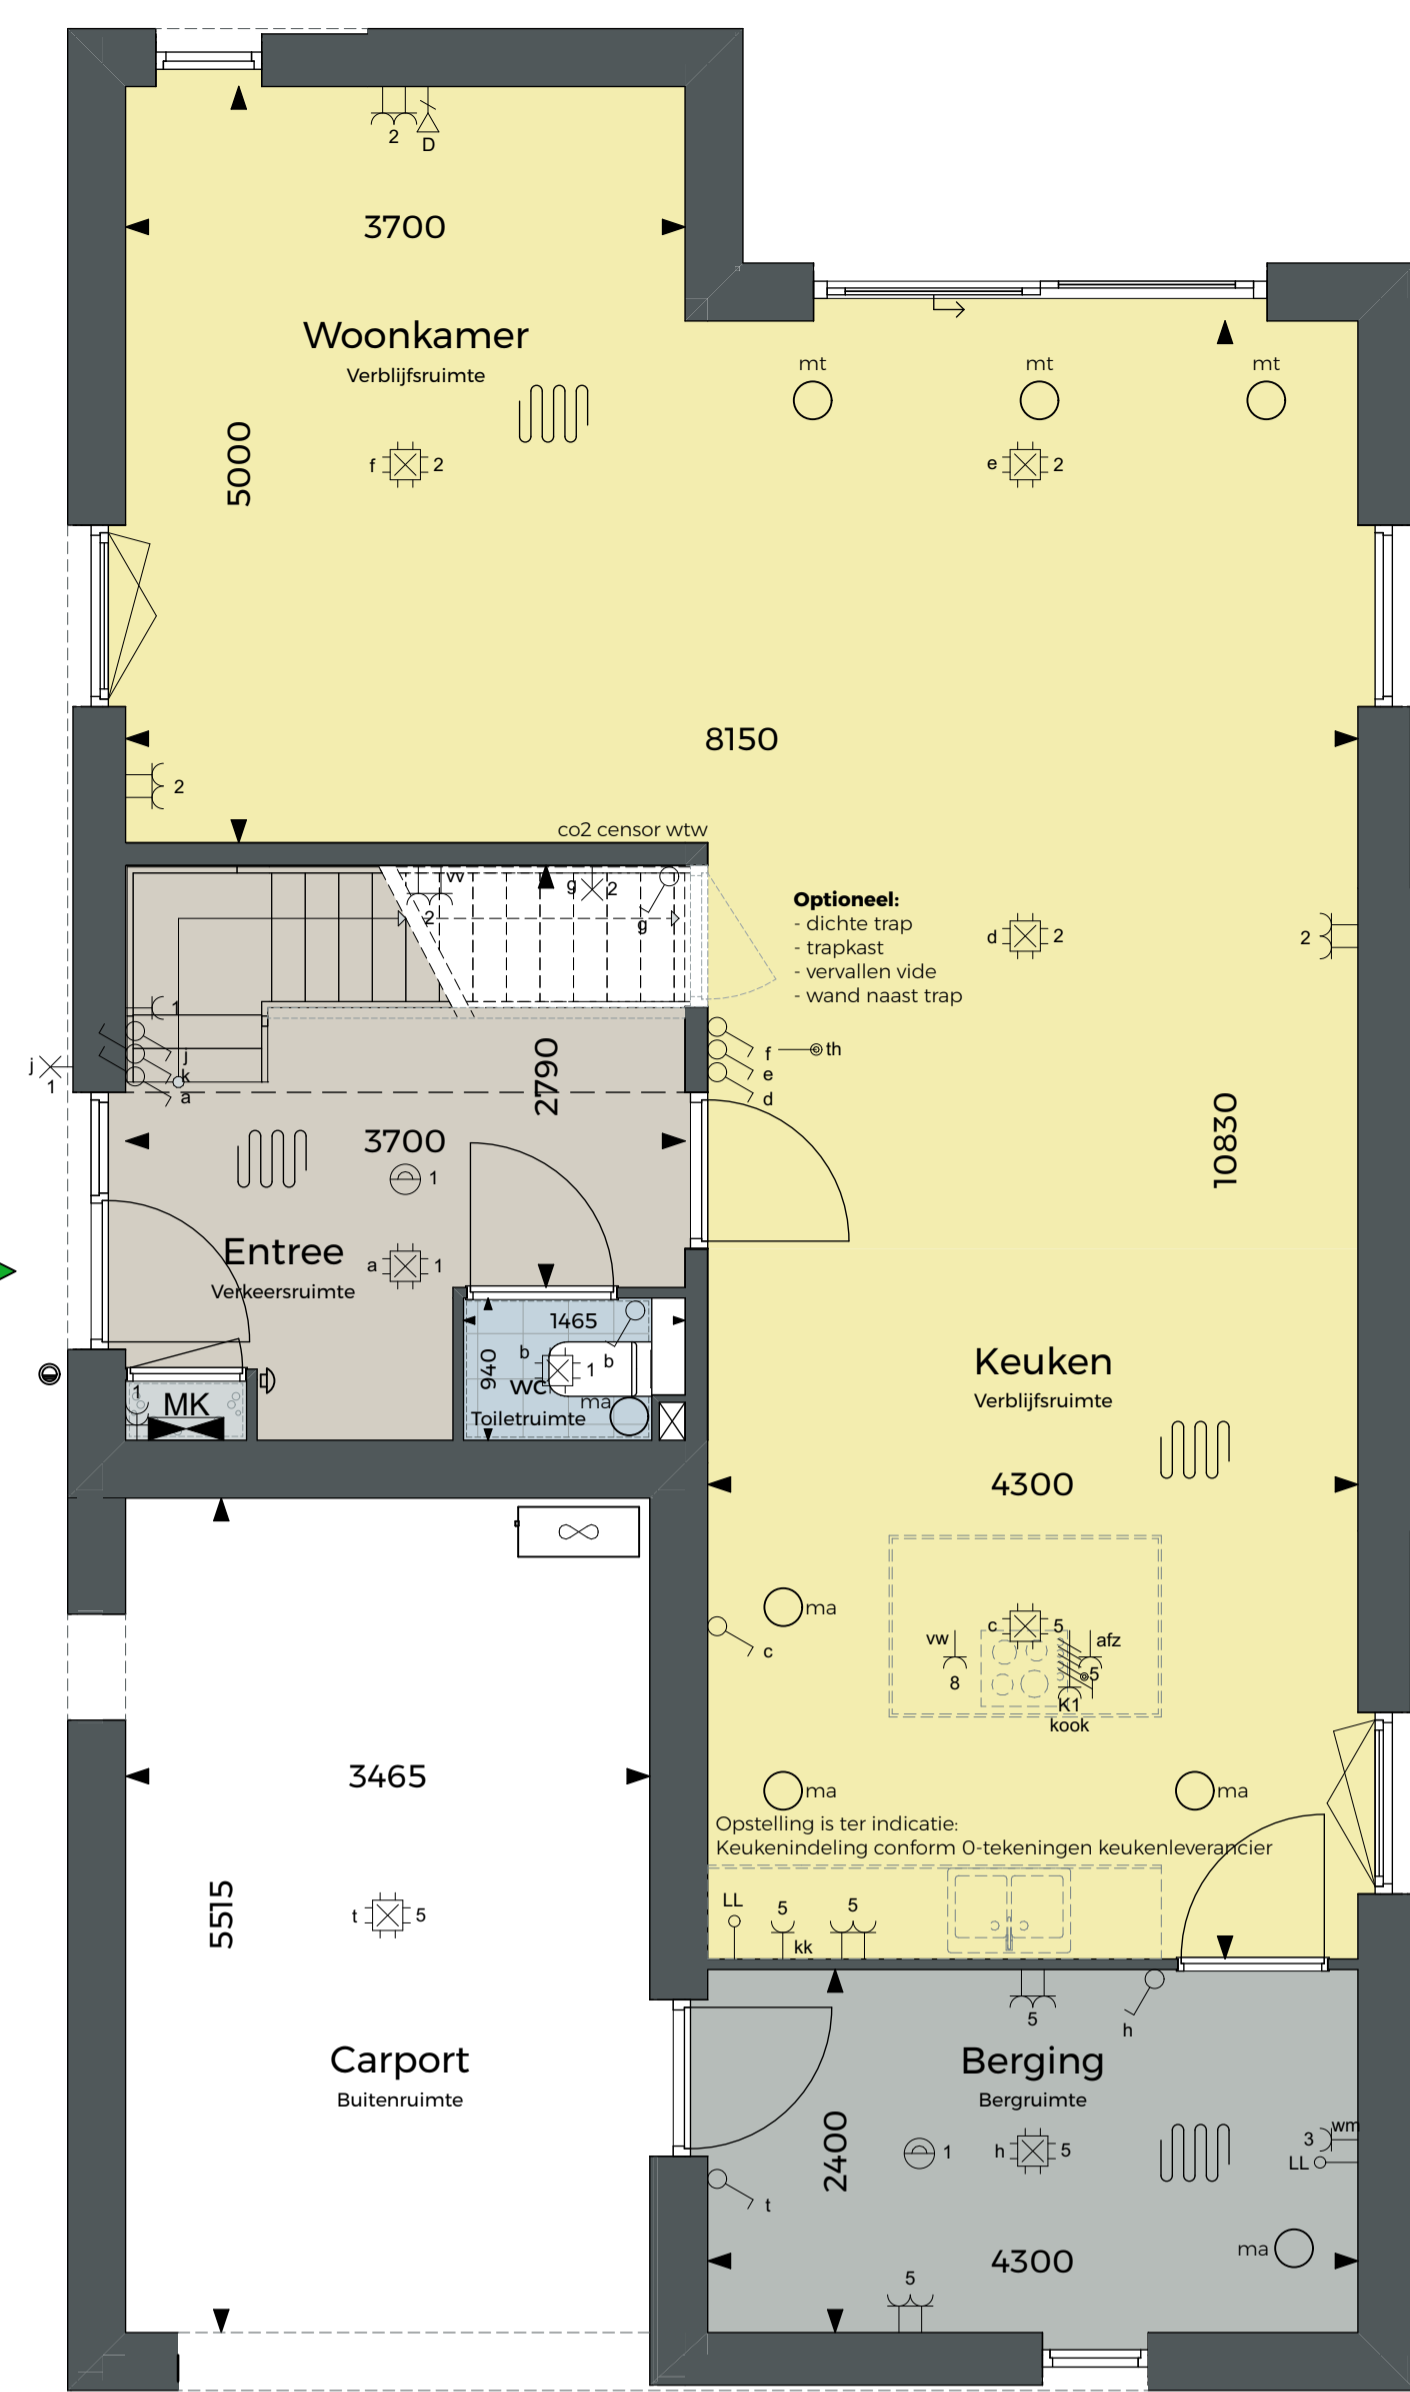 2
D
3700
Woonkamer
Verblijfsruimte
mt
mt
mt
5000
f 2
e 2
8150
2
co2 censor wtw
vv
2
g 2
g
Optioneel:
- dichte trap
- trapkast
- vervallen vide
- wand naast trap
d 2
2
1
j
1
j
k
a
2790
f
e
d
th
10830
3700
1
Entree
Verkeersruimte
a 1
1465
940
b 1
b
WC
ma
Toiletruimte
1
MK
Keuken
Verblijfsruimte
4300
ma
c
c 5
vw
8
afz
5
K1
kook
3465
ma
ma
Opstelling is ter indicatie:
Keukenindeling conform 0-tekeningen keukenleverancier
5515
t 5
LL
5
kk
5
5
h
Carport
Buitenruimte
Berging
Bergruimte
2400
1
h 5
wm
3
LL
t
4300
ma
5